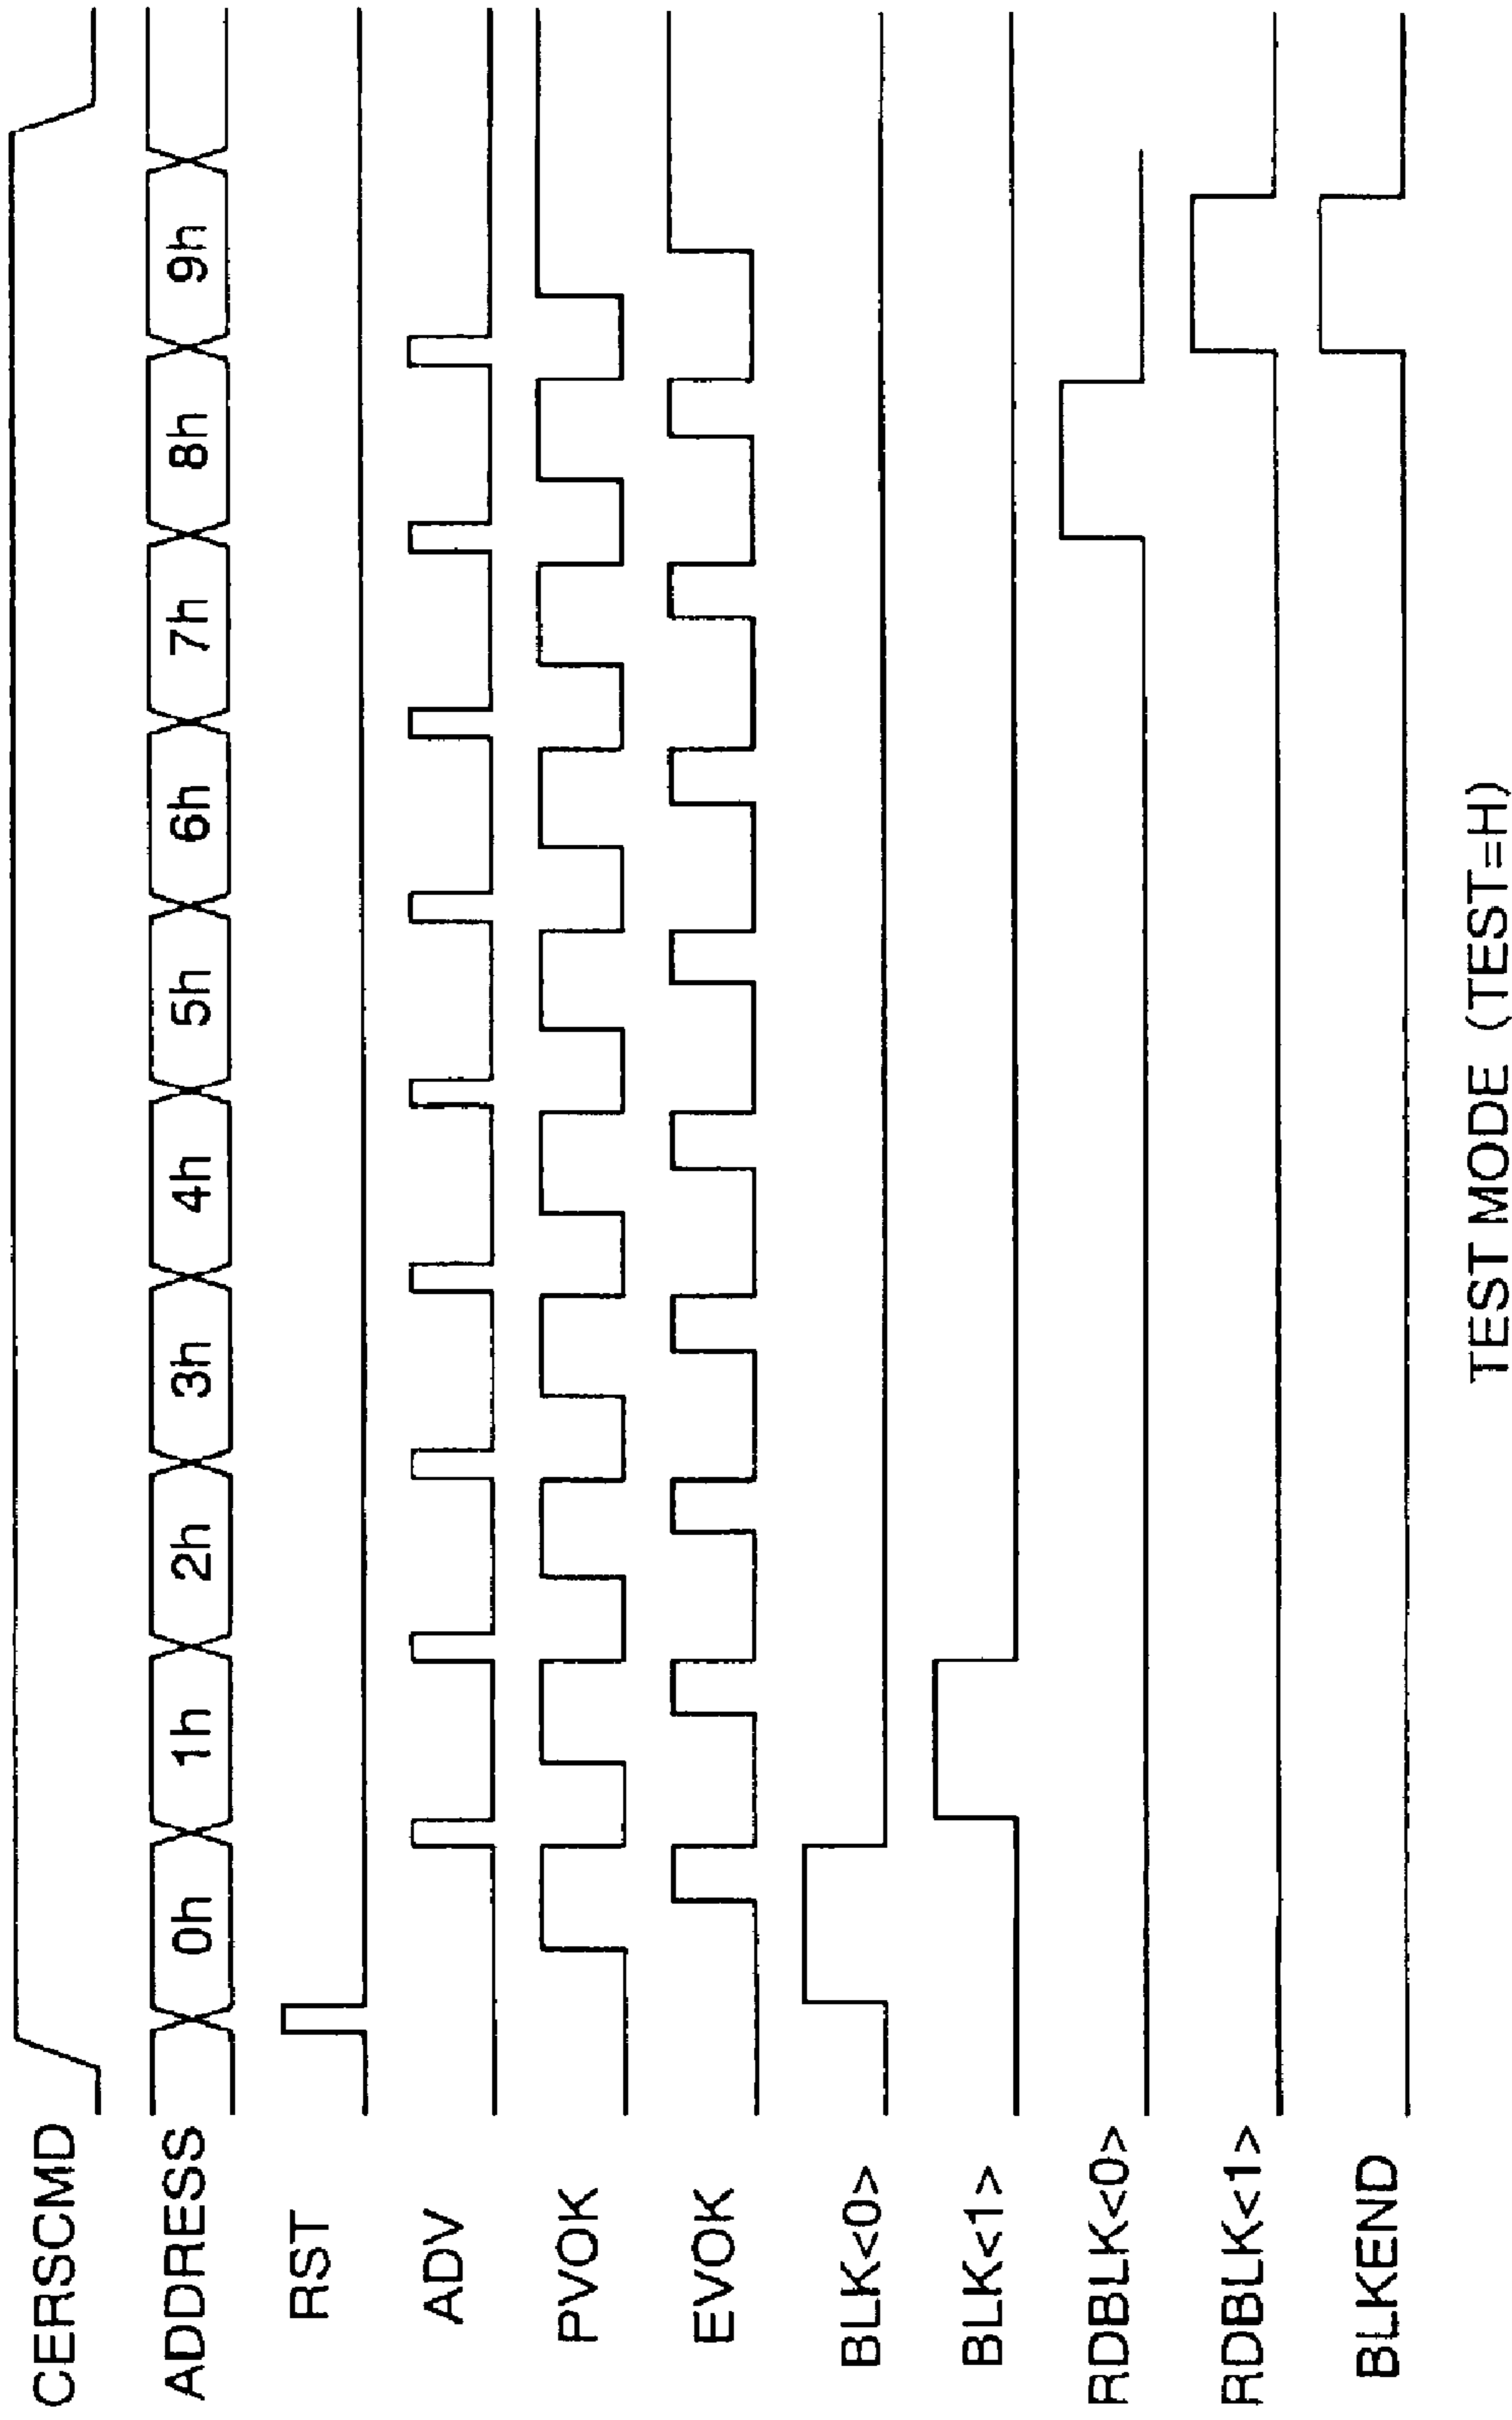 CERSCMD
ADDRESS 0h 1h 2h 3h 4h 5h 6h 7h 8h 9h
RST
ADV
PVOK
EVOK
BLK<0>
BLK<1>
RDBLK<0>
RDBLK<1>
BLKEND
TEST MODE (TEST=H)